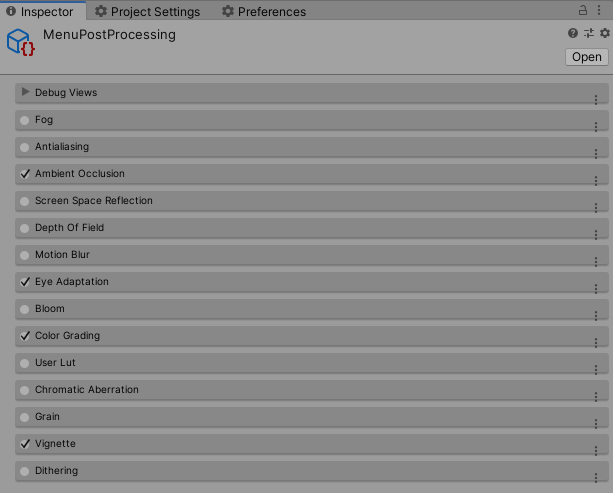 Inspector
Project Settings
Preferences
MenuPostProcessing
Open
Debug Views
Fog
Antialiasing
Ambient Occlusion
Screen Space Reflection
Depth Of Field
Motion Blur
Eye Adaptation
Bloom
Color Grading
User Lut
Chromatic Aberration
Grain
Vignette
Dithering